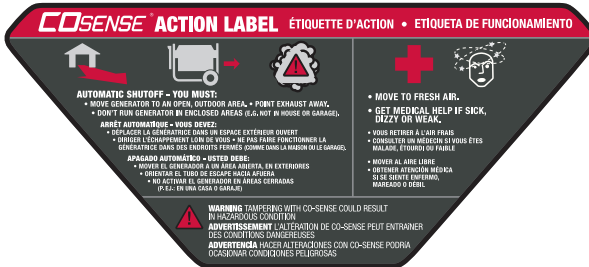 COSENSE® ACTION LABEL ÉTIQUETTE D'ACTION • ETIQUETA DE FUNCIONAMIENTO
AUTOMATIC SHUTOFF - YOU MUST:
• MOVE GENERATOR TO AN OPEN, OUTDOOR AREA. • POINT EXHAUST AWAY.
• DON'T RUN GENERATOR IN ENCLOSED AREAS (E.G. NOT IN HOUSE OR GARAGE).
ARRÊT AUTOMATIQUE - VOUS DEVEZ:
• DÉPLACER LA GÉNÉRATRICE DANS UN ESPACE EXTÉRIEUR OUVERT
• DIRIGER L'ÉCHAPPEMENT LOIN DE VOUS • NE PAS FAIRE FONCTIONNER LA
GÉNÉRATRICE DANS DES ENDROITS FERMÉS (COMME DANS LA MAISON OU LE GARAGE).
APAGADO AUTOMÁTICO - USTED DEBE:
• MOVER EL GENERADOR A UN ÁREA ABIERTA, EN EXTERIORES
• ORIENTAR EL TUBO DE ESCAPE HACIA AFUERA
• NO ACTIVAR EL GENERADOR EN ÁREAS CERRADAS
(P. EJ.: EN UNA CASA O GARAJE)
• MOVE TO FRESH AIR.
• GET MEDICAL HELP IF SICK,
DIZZY OR WEAK.
• VOUS RETIRER À L'AIR FRAIS
• CONSULTER UN MÉDECIN SI VOUS ÊTES
MALADE, ÉTOURDI OU FAIBLE
• MOVER AL AIRE LIBRE
• OBTENER ATENCIÓN MÉDICA
SI SE SIENTE ENFERMO,
MAREADO O DÉBIL
WARNING TAMPERING WITH CO-SENSE COULD RESULT
IN HAZARDOUS CONDITION
ADVERTISSEMENT L'ALTÉRATION DE CO-SENSE PEUT ENTRAÎNER
DES CONDITIONS DANGEREUSES
ADVERTENCIA HACER ALTERACIONES CON CO-SENSE PODRÍA
OCASIONAR CONDICIONES PELIGROSAS